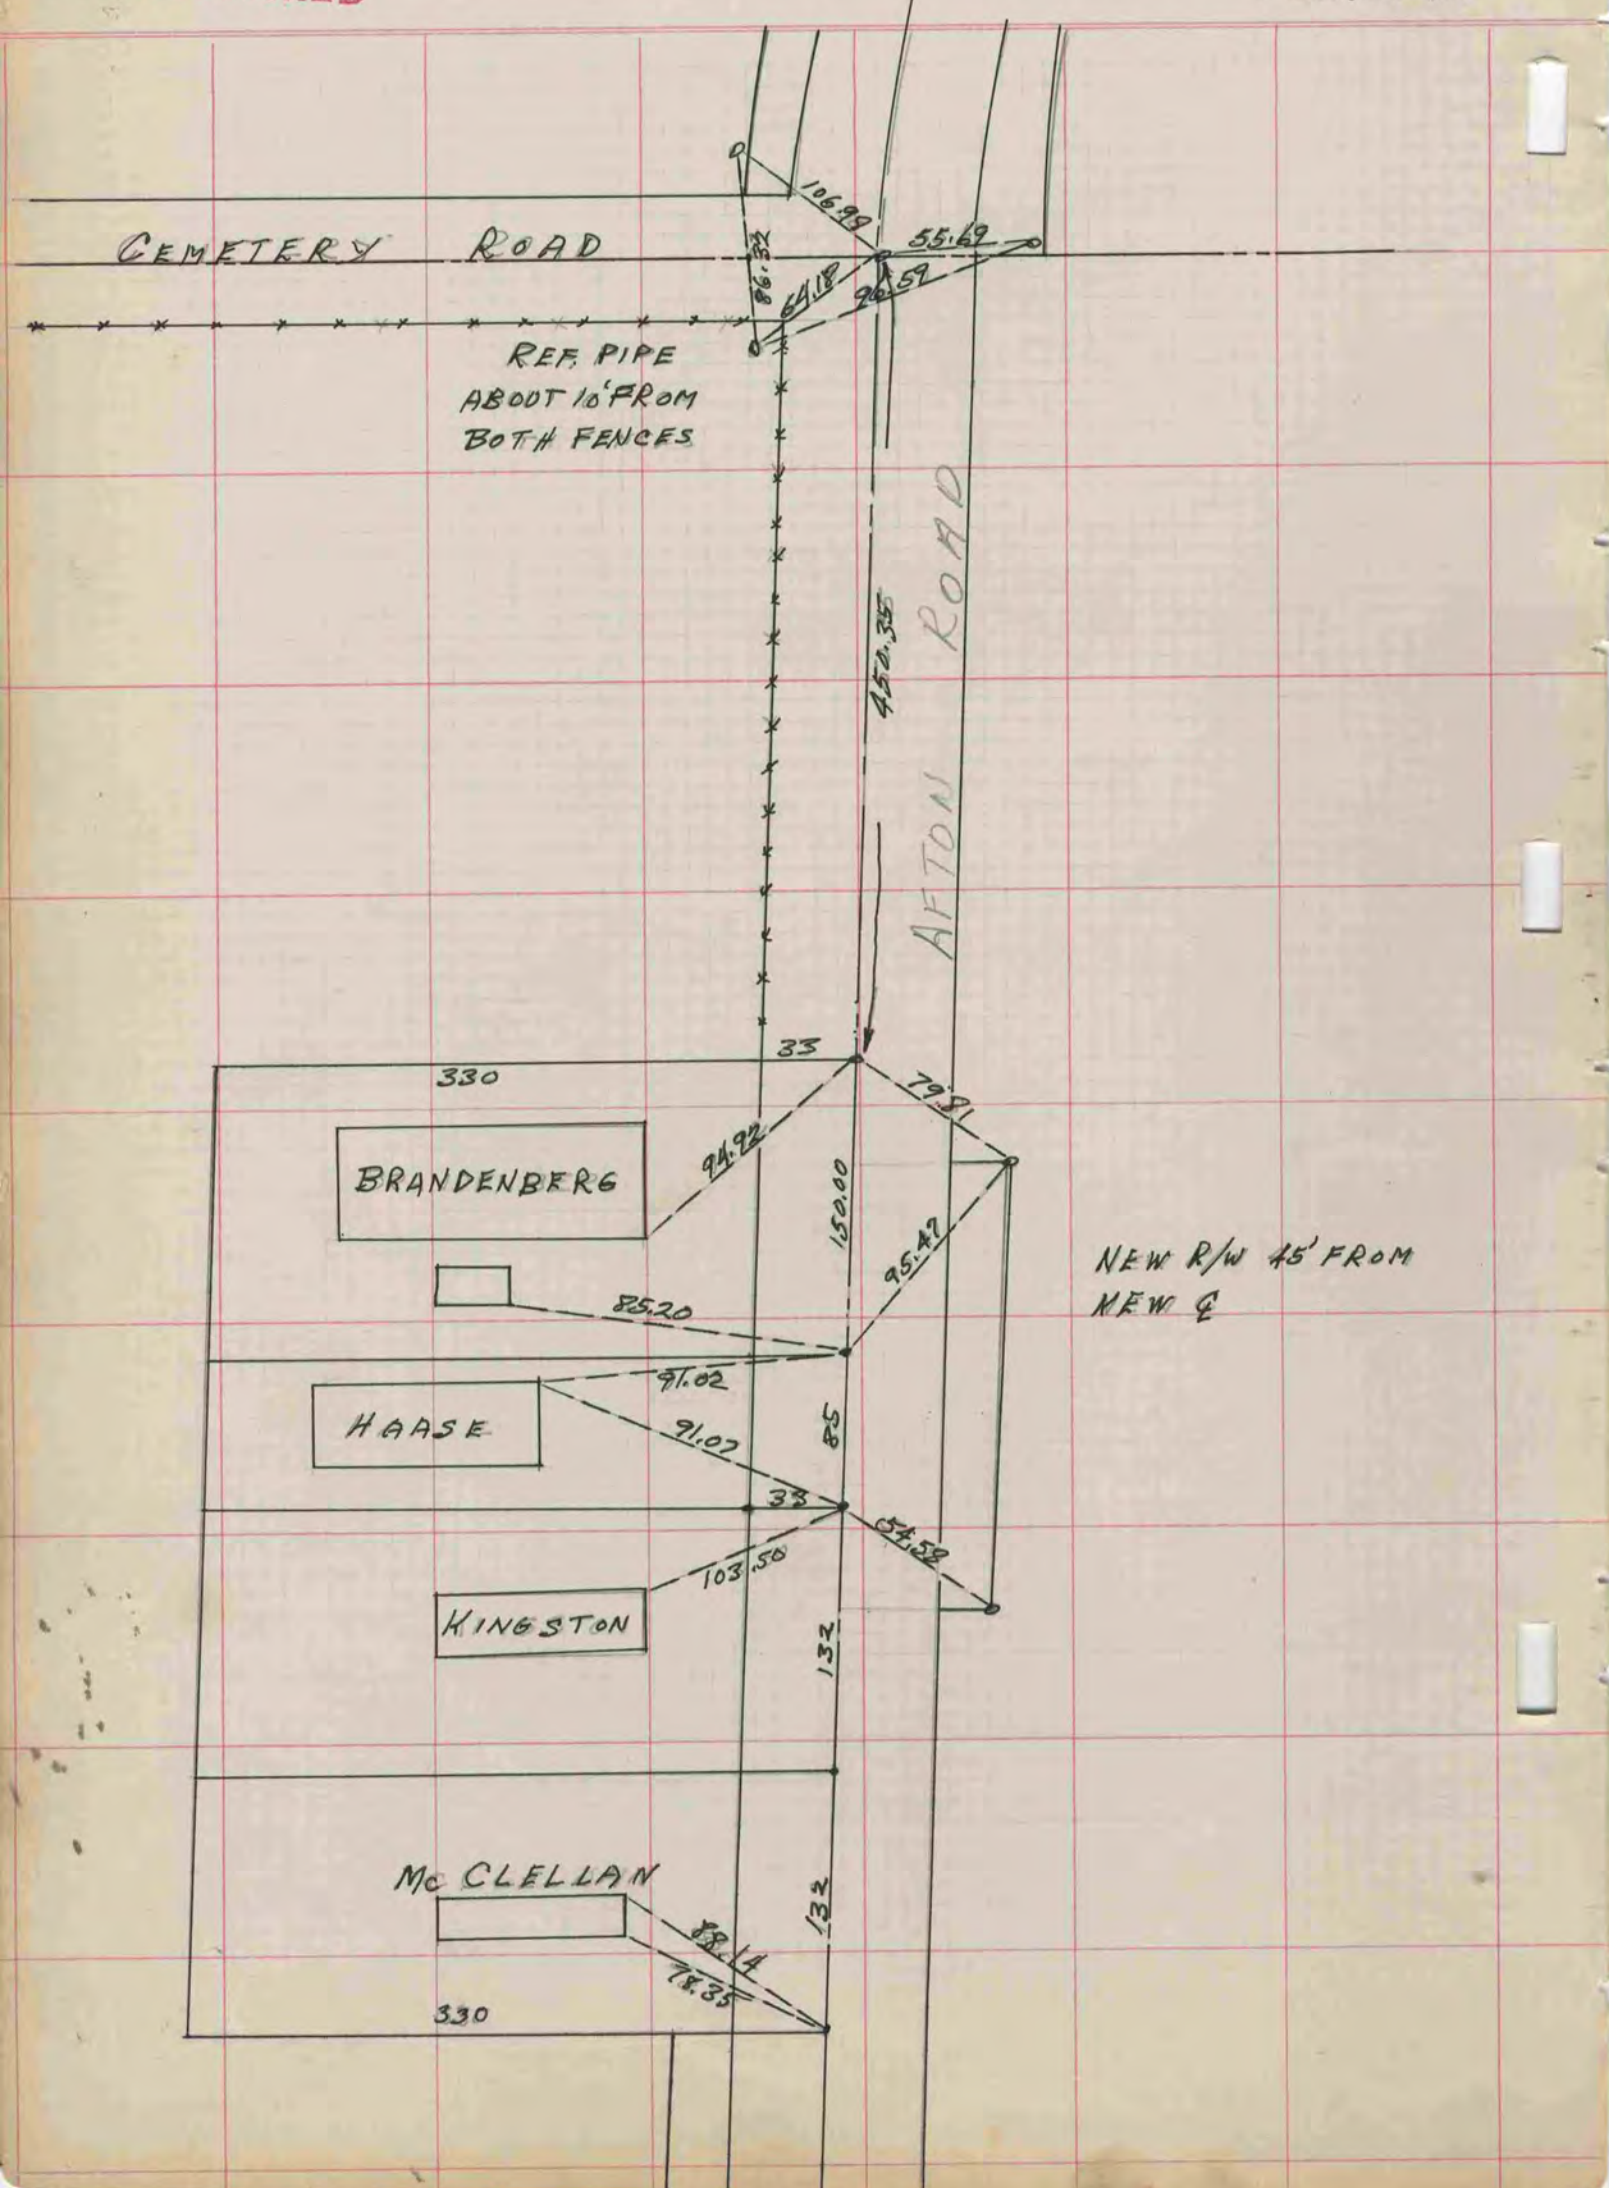 106.99
CEMETERY ROAD
55.69
86.32
64.18
96.59
REF. PIPE
ABOUT 10' FROM
BOTH FENCES
450.35
AFTON ROAD
33
330
79.81
94.92
BRANDENBERG
150.00
95.47
NEW R/W 45' FROM
NEW ℄
85.20
91.02
HAASE
91.07
85
33
54.58
103.50
KINGSTON
132
Mc CLELLAN
132
88.14
78.35
330